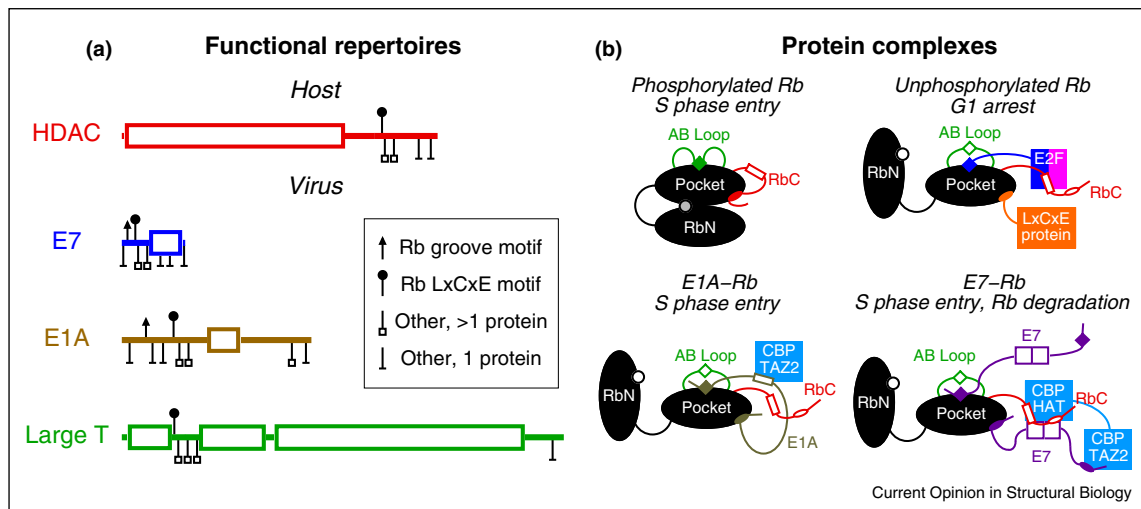 (a)
Functional repertoires
Host
HDAC
Virus
E7
E1A
Large T
Rb groove motif
Rb LxCxE motif
Other, >1 protein
Other, 1 protein
(b)
Protein complexes
Phosphorylated Rb
S phase entry
AB Loop
Pocket
RbC
RbN
Unphosphorylated Rb
G1 arrest
AB Loop
RbN
E2F
Pocket
RbC
LxCxE
protein
E1A–Rb
S phase entry
AB Loop
CBP
TAZ2
RbN
Pocket
RbC
E1A
E7–Rb
S phase entry, Rb degradation
E7
AB Loop
RbN
CBP
HAT
RbC
Pocket
E7
CBP
TAZ2
Current Opinion in Structural Biology